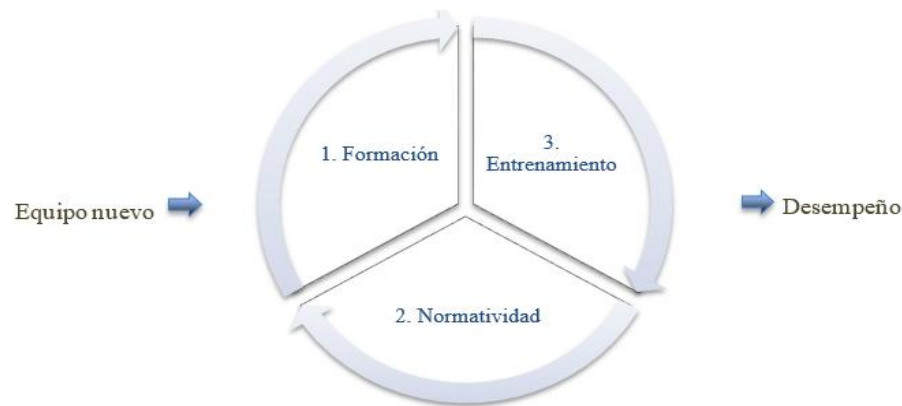 Equipo nuevo
1. Formación
2. Normatividad
3.
Entrenamiento
Desempeño